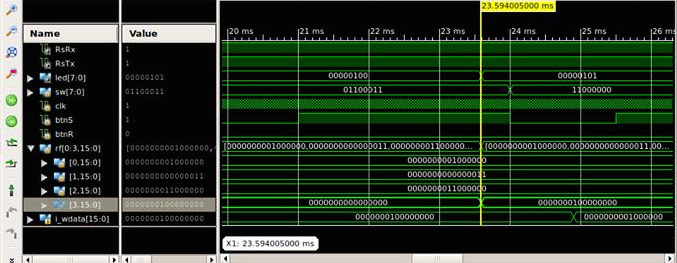 23.594005000 ms
Name Value 20 ms 21 ms 22 ms 23 ms 24 ms 25 ms 26 ms
RsRx 1
RsTx 1
led[7:0] 00000101 00000100 00000101
sw[7:0] 01100011 01100011 11000000
clk 1
btnS 1
btnR 0
rf[0:3,15:0] [0000000001000000, [0000000001000000,0000000000000011,000000001100000... [0000000001000000,0000000000000011,00...
[0,15:0] 0000000001000000 0000000001000000
[1,15:0] 0000000000000011 0000000000000011
[2,15:0] 0000000011000000 0000000011000000
[3,15:0] 0000000100000000 0000000000000000 0000000100000000
i_wdata[15:0] 0000000100000000 0000000100000000 0000000001000000
X1: 23.594005000 ms